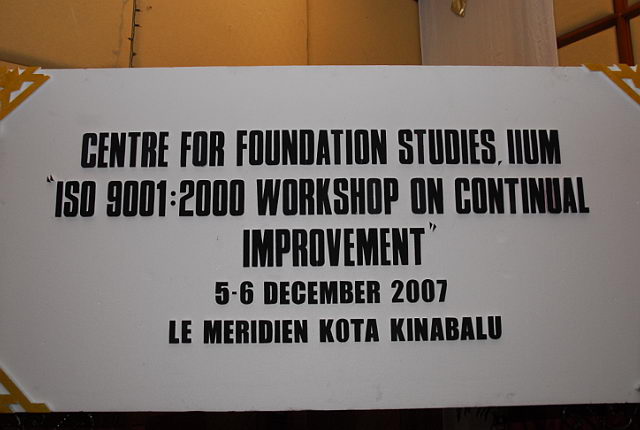 CENTRE FOR FOUNDATION STUDIES, IIUM
"ISO 9001:2000 WORKSHOP ON CONTINUAL
IMPROVEMENT"
5-6 DECEMBER 2007
LE MERIDIEN KOTA KINABALU